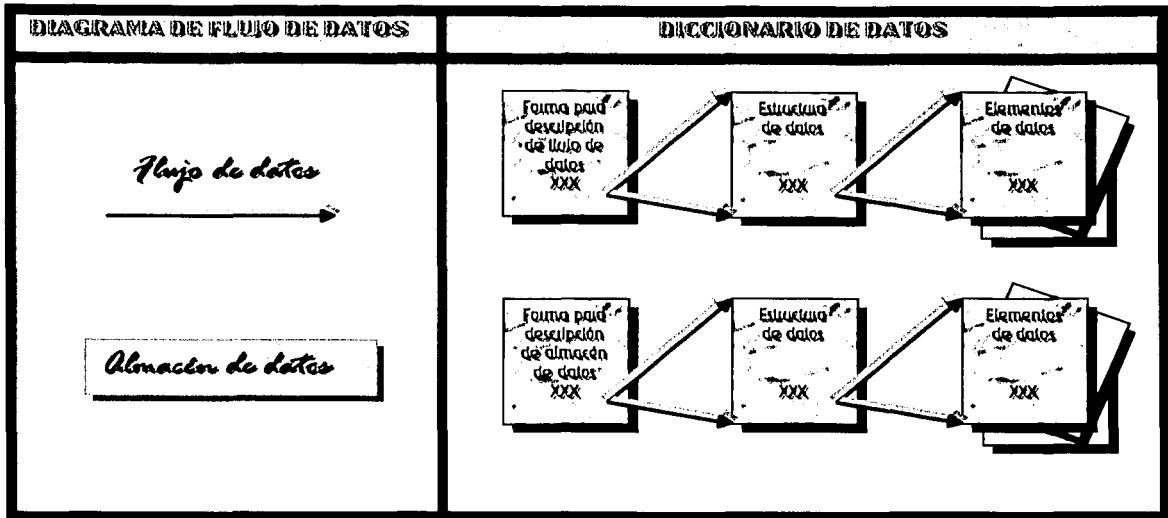 DIAGRAMA DE FLUJO DE DATOS
DICCIONARIO DE DATOS
Flujo de datos
Forma para
descripción
de flujo de
datos
XXX
Estructura
de datos
XXX
Elementos
de datos
XXX
Almacén de datos
Forma para
descripción
de almacén
de datos
XXX
Estructura
de datos
XXX
Elementos
de datos
XXX